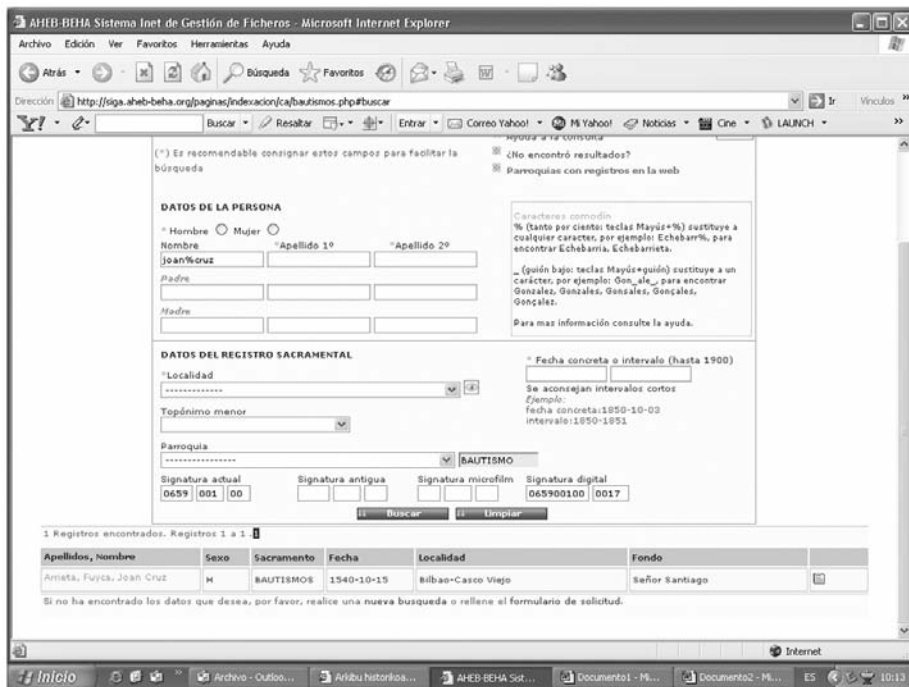 AHEB-BEHA Sistema Inet de Gestión de Ficheros - Microsoft Internet Explorer
Archivo Edición Ver Favoritos Herramientas Ayuda
Atrás Búsqueda Favoritos
Dirección http://siga.aheb-beha.org/paginas/indexacion/ca/bautismos.php#buscar Ir Vínculos »
Y! Buscar Resaltar Entrar Correo Yahoo! Mi Yahoo! Noticias Cine LAUNCH »
Ayuda a la consulta
(*) Es recomendable consignar estos campos para facilitar la
búsqueda
¿No encontró resultados?
Parroquias con registros en la web
DATOS DE LA PERSONA
* Hombre Mujer
Nombre *Apellido 1º *Apellido 2º
joan%cruz
Padre
Madre
Caracteres comodín
% (tanto por ciento: teclas Mayús+%) sustituye a
cualquier caracter, por ejemplo: Echebarr%, para
encontrar Echebarria, Echebarrieta.
_ (guión bajo: teclas Mayús+guión) sustituye a un
carácter, por ejemplo: Gon_ale_, para encontrar
Gonzalez, Gonzales, Gonsales, Gonçales,
Gonçalez.
Para mas información consulte la ayuda.
DATOS DEL REGISTRO SACRAMENTAL
*Localidad
-------------
Topónimo menor
Parroquia
---------------- BAUTISMO
* Fecha concreta o intervalo (hasta 1900)
Se aconsejan intervalos cortos
Ejemplo:
fecha concreta:1850-10-03
intervalo:1850-1851
Signatura actual Signatura antigua Signatura microfilm Signatura digital
0659 001 00 065900100 0017
Buscar Limpiar
1 Registros encontrados. Registros 1 a 1 .1
Apellidos, Nombre Sexo Sacramento Fecha Localidad Fondo
Arrieta, Fuyca, Joan Cruz H BAUTISMOS 1540-10-15 Bilbao-Casco Viejo Señor Santiago
Si no ha encontrado los datos que desea, por favor, realice una nueva busqueda o rellene el formulario de solicitud.
Internet
Inicio » Archivo - Outloo... Arkibu historikoa... AHEB-BEHA Sist... Documento1 - Mi... Documento2 - Mi... ES 10:13